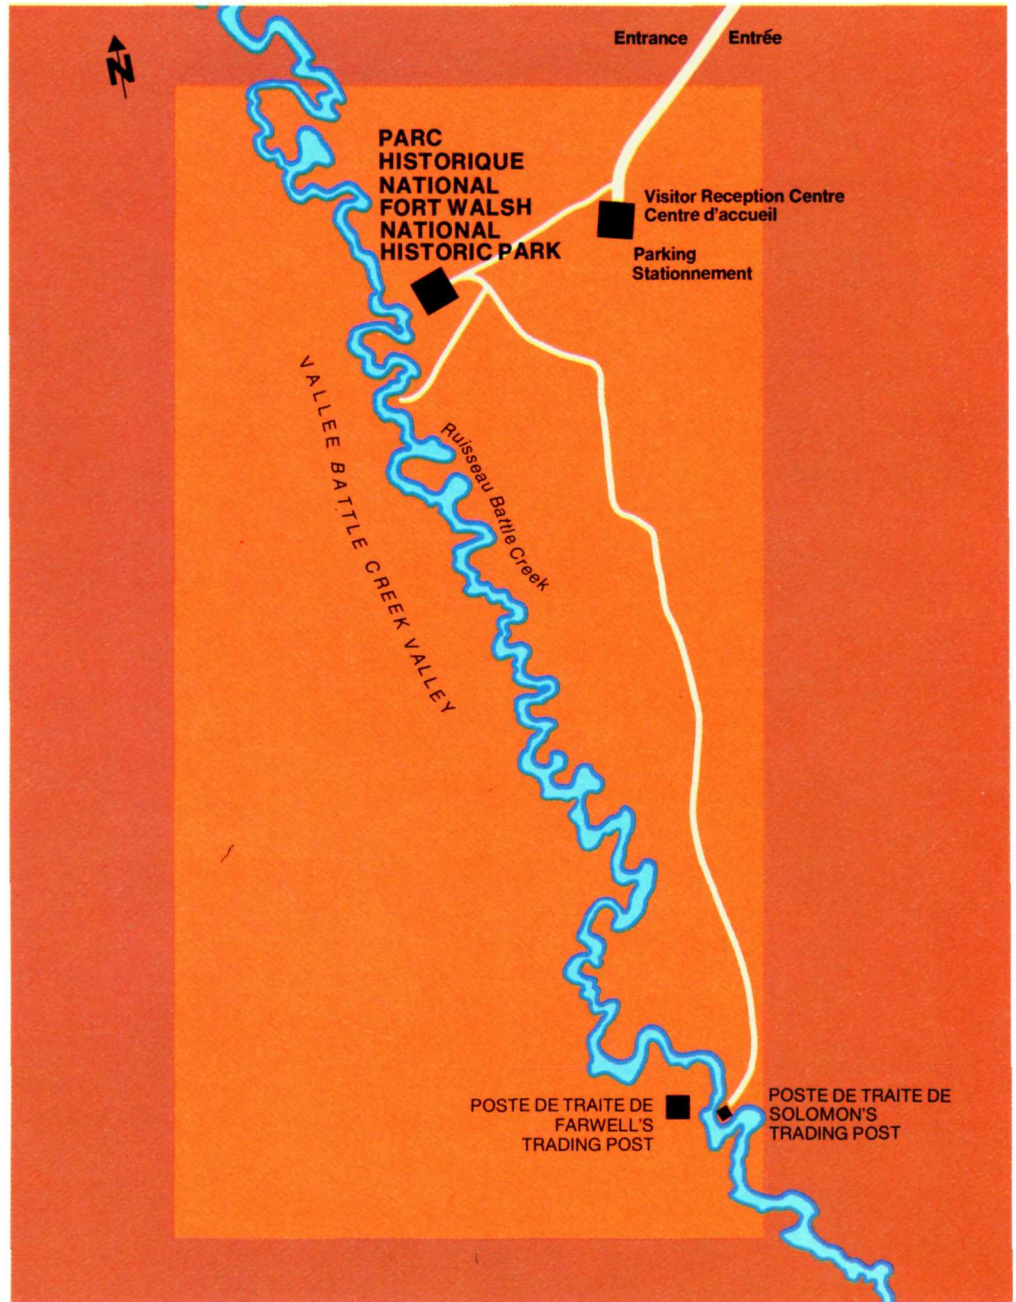 Entrance Entrée
N
PARC
HISTORIQUE
NATIONAL
FORT WALSH
NATIONAL
HISTORIC PARK
Visitor Reception Centre
Centre d'accueil
Parking
Stationnement
VALLEE BATTLE CREEK VALLEY
Ruisseau Battle Creek
POSTE DE TRAITE DE
FARWELL'S
TRADING POST
POSTE DE TRAITE DE
SOLOMON'S
TRADING POST